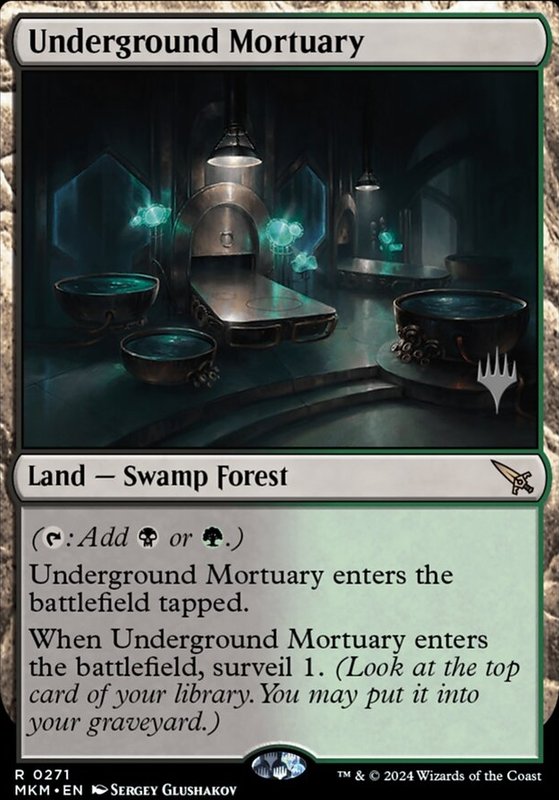 Underground Mortuary
Land — Swamp Forest
(: Add  or .)
Underground Mortuary enters the
battlefield tapped.
When Underground Mortuary enters
the battlefield, surveil 1. (Look at the top
card of your library. You may put it into
your graveyard.)
R 0271
MKM • EN Sergey Glushakov
™ & © 2024 Wizards of the Coast